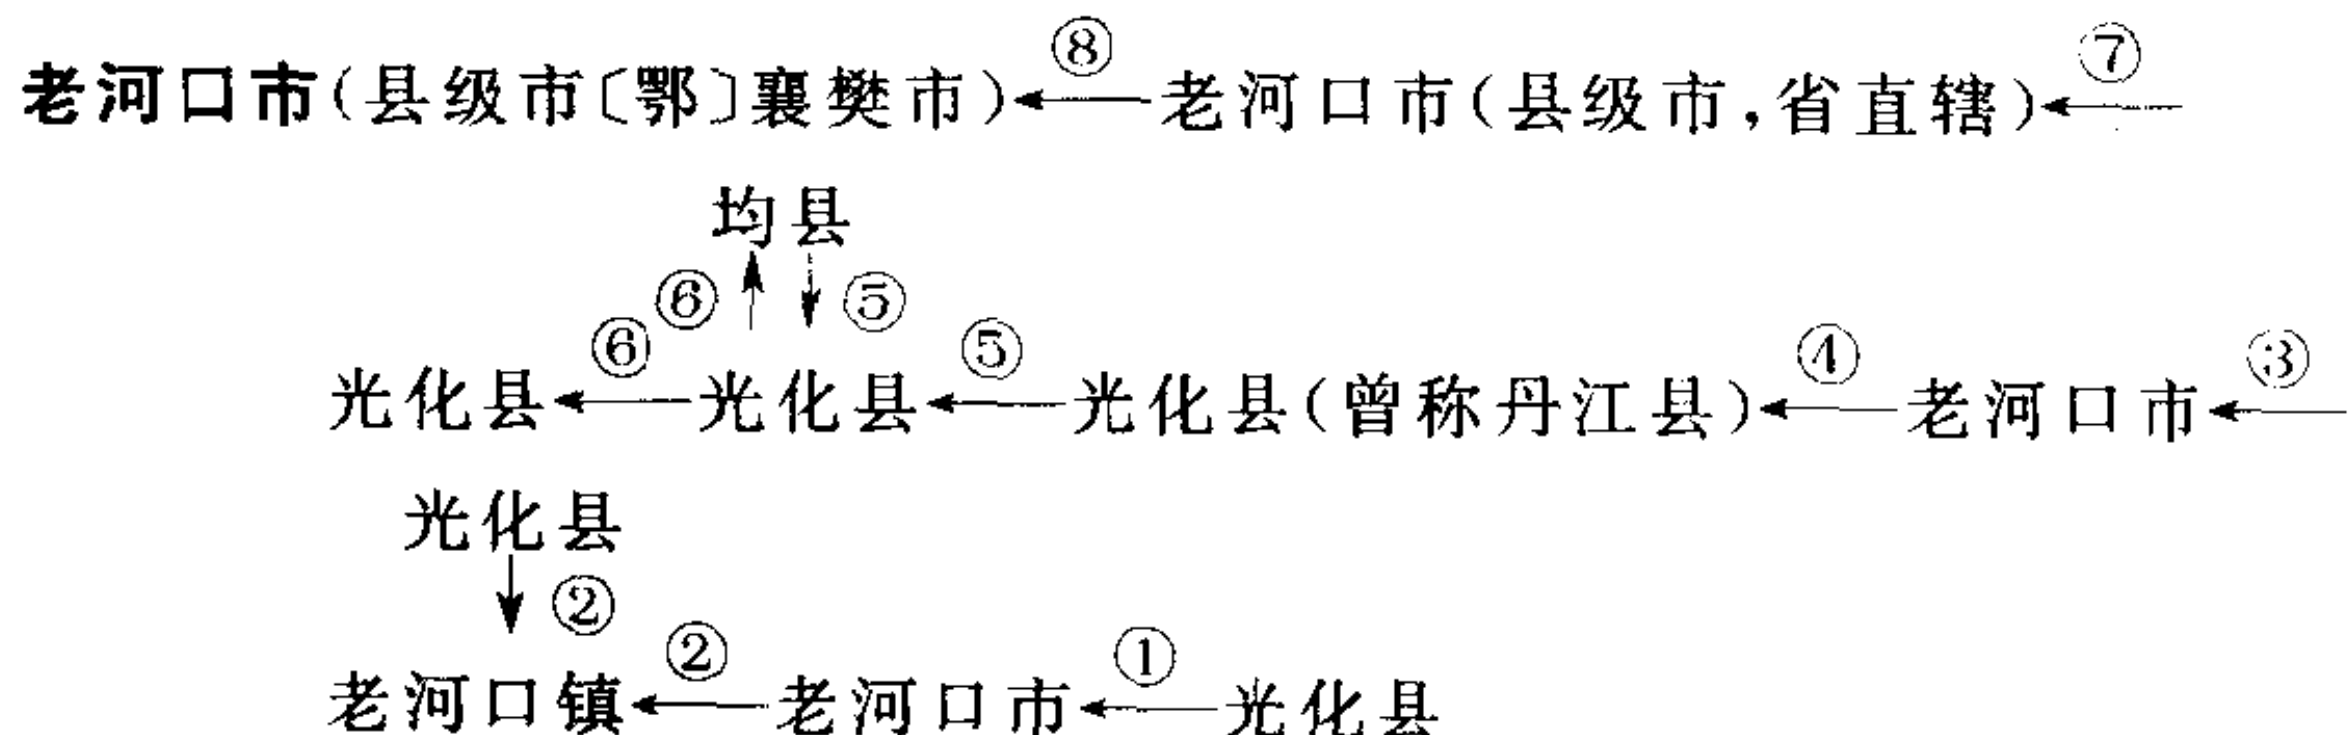 ⑧ ⑦
老河口市(县级市〔鄂〕襄樊市)←老河口市(县级市,省直辖)←
均县
⑥ ⑤
⑥ ⑤ ④ ③
光化县←光化县←光化县(曾称丹江县)←老河口市←
光化县
②
② ①
老河口镇←老河口市←光化县